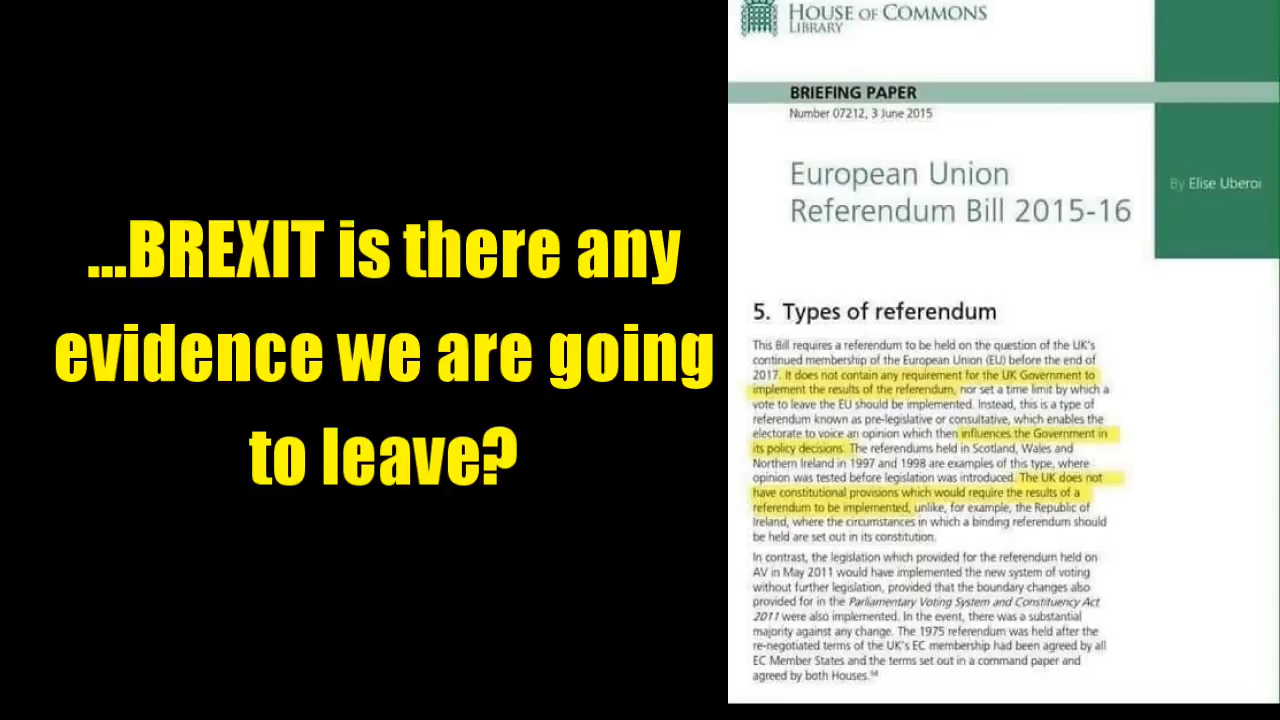 ...BREXIT is there any
evidence we are going
to leave?
HOUSE OF COMMONS
LIBRARY
BRIEFING PAPER
Number 07212, 3 June 2015
European Union
Referendum Bill 2015-16
By Elise Uberoi
5. Types of referendum
This Bill requires a referendum to be held on the question of the UK's
continued membership of the European Union (EU) before the end of
2017. It does not contain any requirement for the UK Government to
implement the results of the referendum, nor set a time limit by which a
vote to leave the EU should be implemented. Instead, this is a type of
referendum known as pre-legislative or consultative, which enables the
electorate to voice an opinion which then influences the Government in
its policy decisions. The referendums held in Scotland, Wales and
Northern Ireland in 1997 and 1998 are examples of this type, where
opinion was tested before legislation was introduced. The UK does not
have constitutional provisions which would require the results of a
referendum to be implemented, unlike, for example, the Republic of
Ireland, where the circumstances in which a binding referendum should
be held are set out in its constitution.
In contrast, the legislation which provided for the referendum held on
AV in May 2011 would have implemented the new system of voting
without further legislation, provided that the boundary changes also
provided for in the Parliamentary Voting System and Constituency Act
2011 were also implemented. In the event, there was a substantial
majority against any change. The 1975 referendum was held after the
re-negotiated terms of the UK's EC membership had been agreed by all
EC Member States and the terms set out in a command paper and
agreed by both Houses.